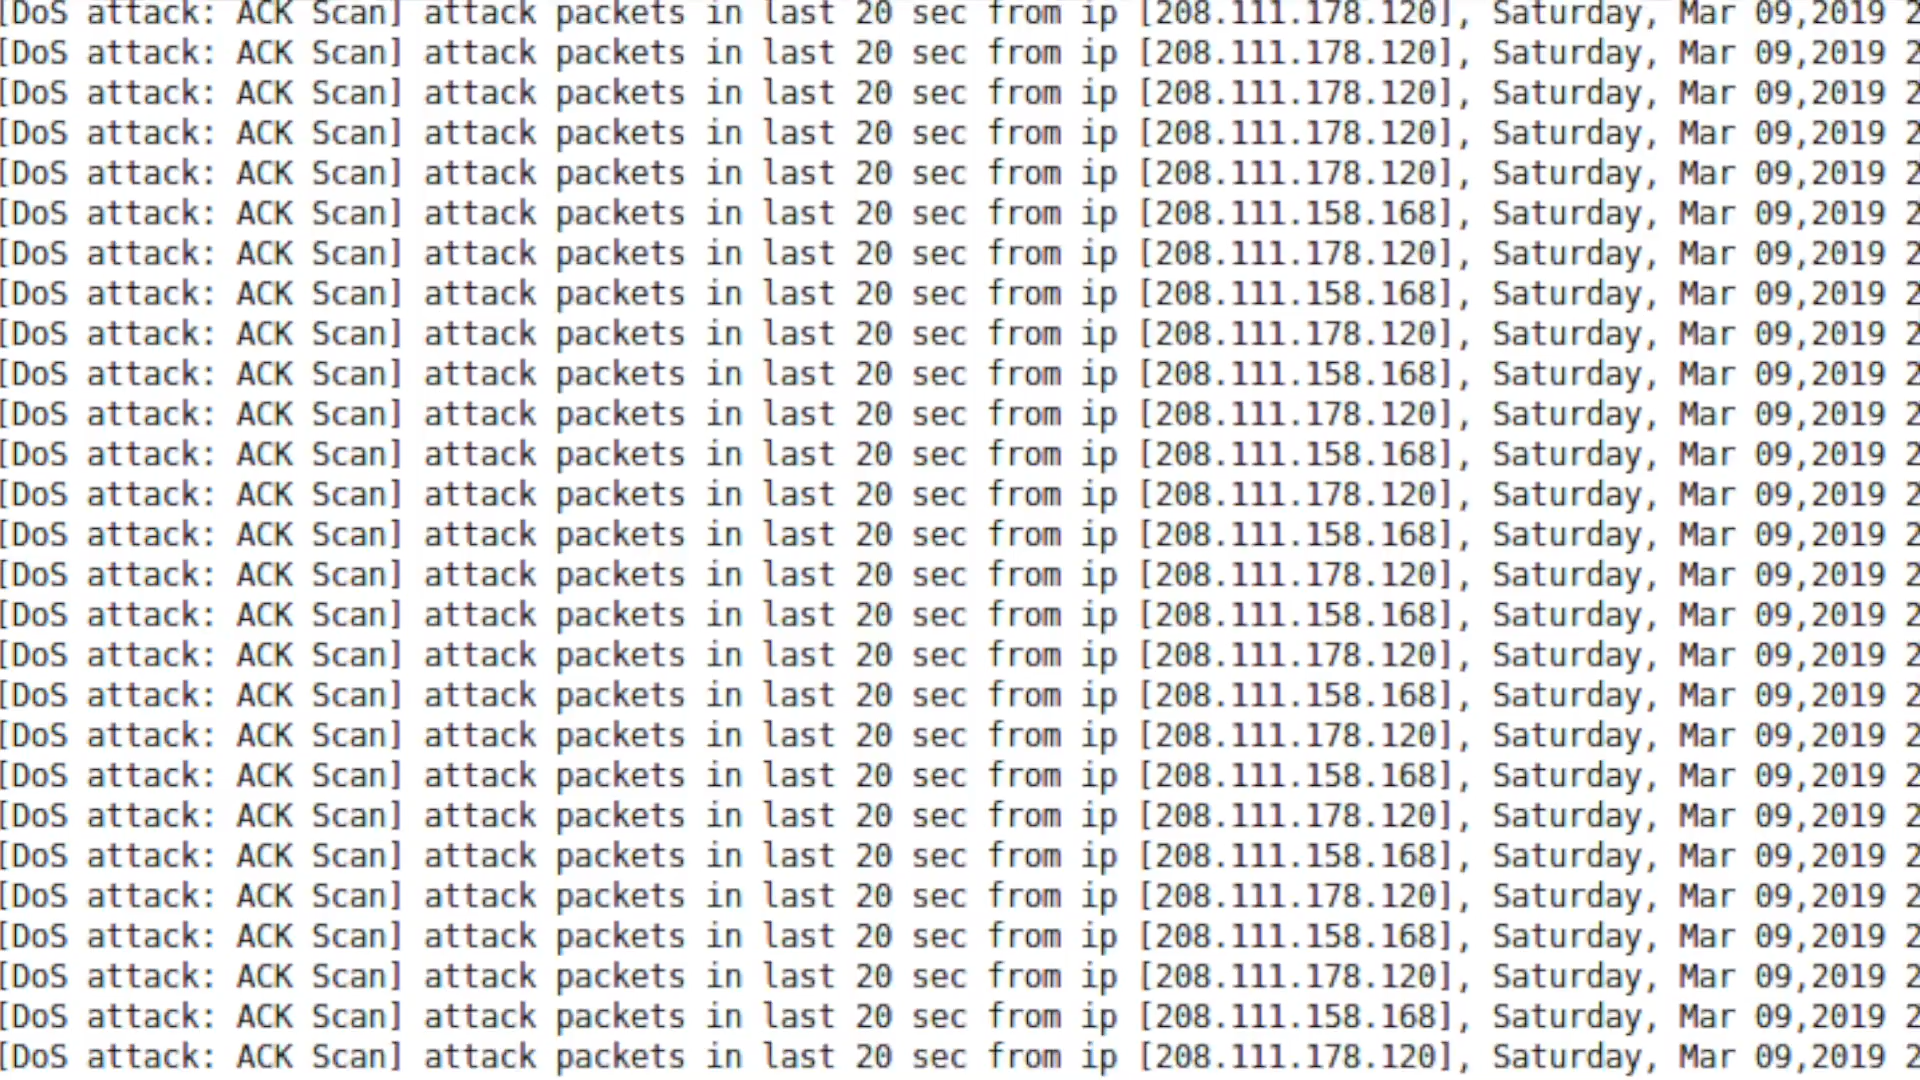 [DoS attack: ACK Scan] attack packets in last 20 sec from ip [208.111.178.120], Saturday, Mar 09,2019 2
[DoS attack: ACK Scan] attack packets in last 20 sec from ip [208.111.178.120], Saturday, Mar 09,2019 2
[DoS attack: ACK Scan] attack packets in last 20 sec from ip [208.111.178.120], Saturday, Mar 09,2019 2
[DoS attack: ACK Scan] attack packets in last 20 sec from ip [208.111.178.120], Saturday, Mar 09,2019 2
[DoS attack: ACK Scan] attack packets in last 20 sec from ip [208.111.178.120], Saturday, Mar 09,2019 2
[DoS attack: ACK Scan] attack packets in last 20 sec from ip [208.111.158.168], Saturday, Mar 09,2019 2
[DoS attack: ACK Scan] attack packets in last 20 sec from ip [208.111.178.120], Saturday, Mar 09,2019 2
[DoS attack: ACK Scan] attack packets in last 20 sec from ip [208.111.158.168], Saturday, Mar 09,2019 2
[DoS attack: ACK Scan] attack packets in last 20 sec from ip [208.111.178.120], Saturday, Mar 09,2019 2
[DoS attack: ACK Scan] attack packets in last 20 sec from ip [208.111.158.168], Saturday, Mar 09,2019 2
[DoS attack: ACK Scan] attack packets in last 20 sec from ip [208.111.178.120], Saturday, Mar 09,2019 2
[DoS attack: ACK Scan] attack packets in last 20 sec from ip [208.111.158.168], Saturday, Mar 09,2019 2
[DoS attack: ACK Scan] attack packets in last 20 sec from ip [208.111.178.120], Saturday, Mar 09,2019 2
[DoS attack: ACK Scan] attack packets in last 20 sec from ip [208.111.158.168], Saturday, Mar 09,2019 2
[DoS attack: ACK Scan] attack packets in last 20 sec from ip [208.111.178.120], Saturday, Mar 09,2019 2
[DoS attack: ACK Scan] attack packets in last 20 sec from ip [208.111.158.168], Saturday, Mar 09,2019 2
[DoS attack: ACK Scan] attack packets in last 20 sec from ip [208.111.178.120], Saturday, Mar 09,2019 2
[DoS attack: ACK Scan] attack packets in last 20 sec from ip [208.111.158.168], Saturday, Mar 09,2019 2
[DoS attack: ACK Scan] attack packets in last 20 sec from ip [208.111.178.120], Saturday, Mar 09,2019 2
[DoS attack: ACK Scan] attack packets in last 20 sec from ip [208.111.158.168], Saturday, Mar 09,2019 2
[DoS attack: ACK Scan] attack packets in last 20 sec from ip [208.111.178.120], Saturday, Mar 09,2019 2
[DoS attack: ACK Scan] attack packets in last 20 sec from ip [208.111.158.168], Saturday, Mar 09,2019 2
[DoS attack: ACK Scan] attack packets in last 20 sec from ip [208.111.178.120], Saturday, Mar 09,2019 2
[DoS attack: ACK Scan] attack packets in last 20 sec from ip [208.111.158.168], Saturday, Mar 09,2019 2
[DoS attack: ACK Scan] attack packets in last 20 sec from ip [208.111.178.120], Saturday, Mar 09,2019 2
[DoS attack: ACK Scan] attack packets in last 20 sec from ip [208.111.158.168], Saturday, Mar 09,2019 2
[DoS attack: ACK Scan] attack packets in last 20 sec from ip [208.111.178.120], Saturday, Mar 09,2019 2